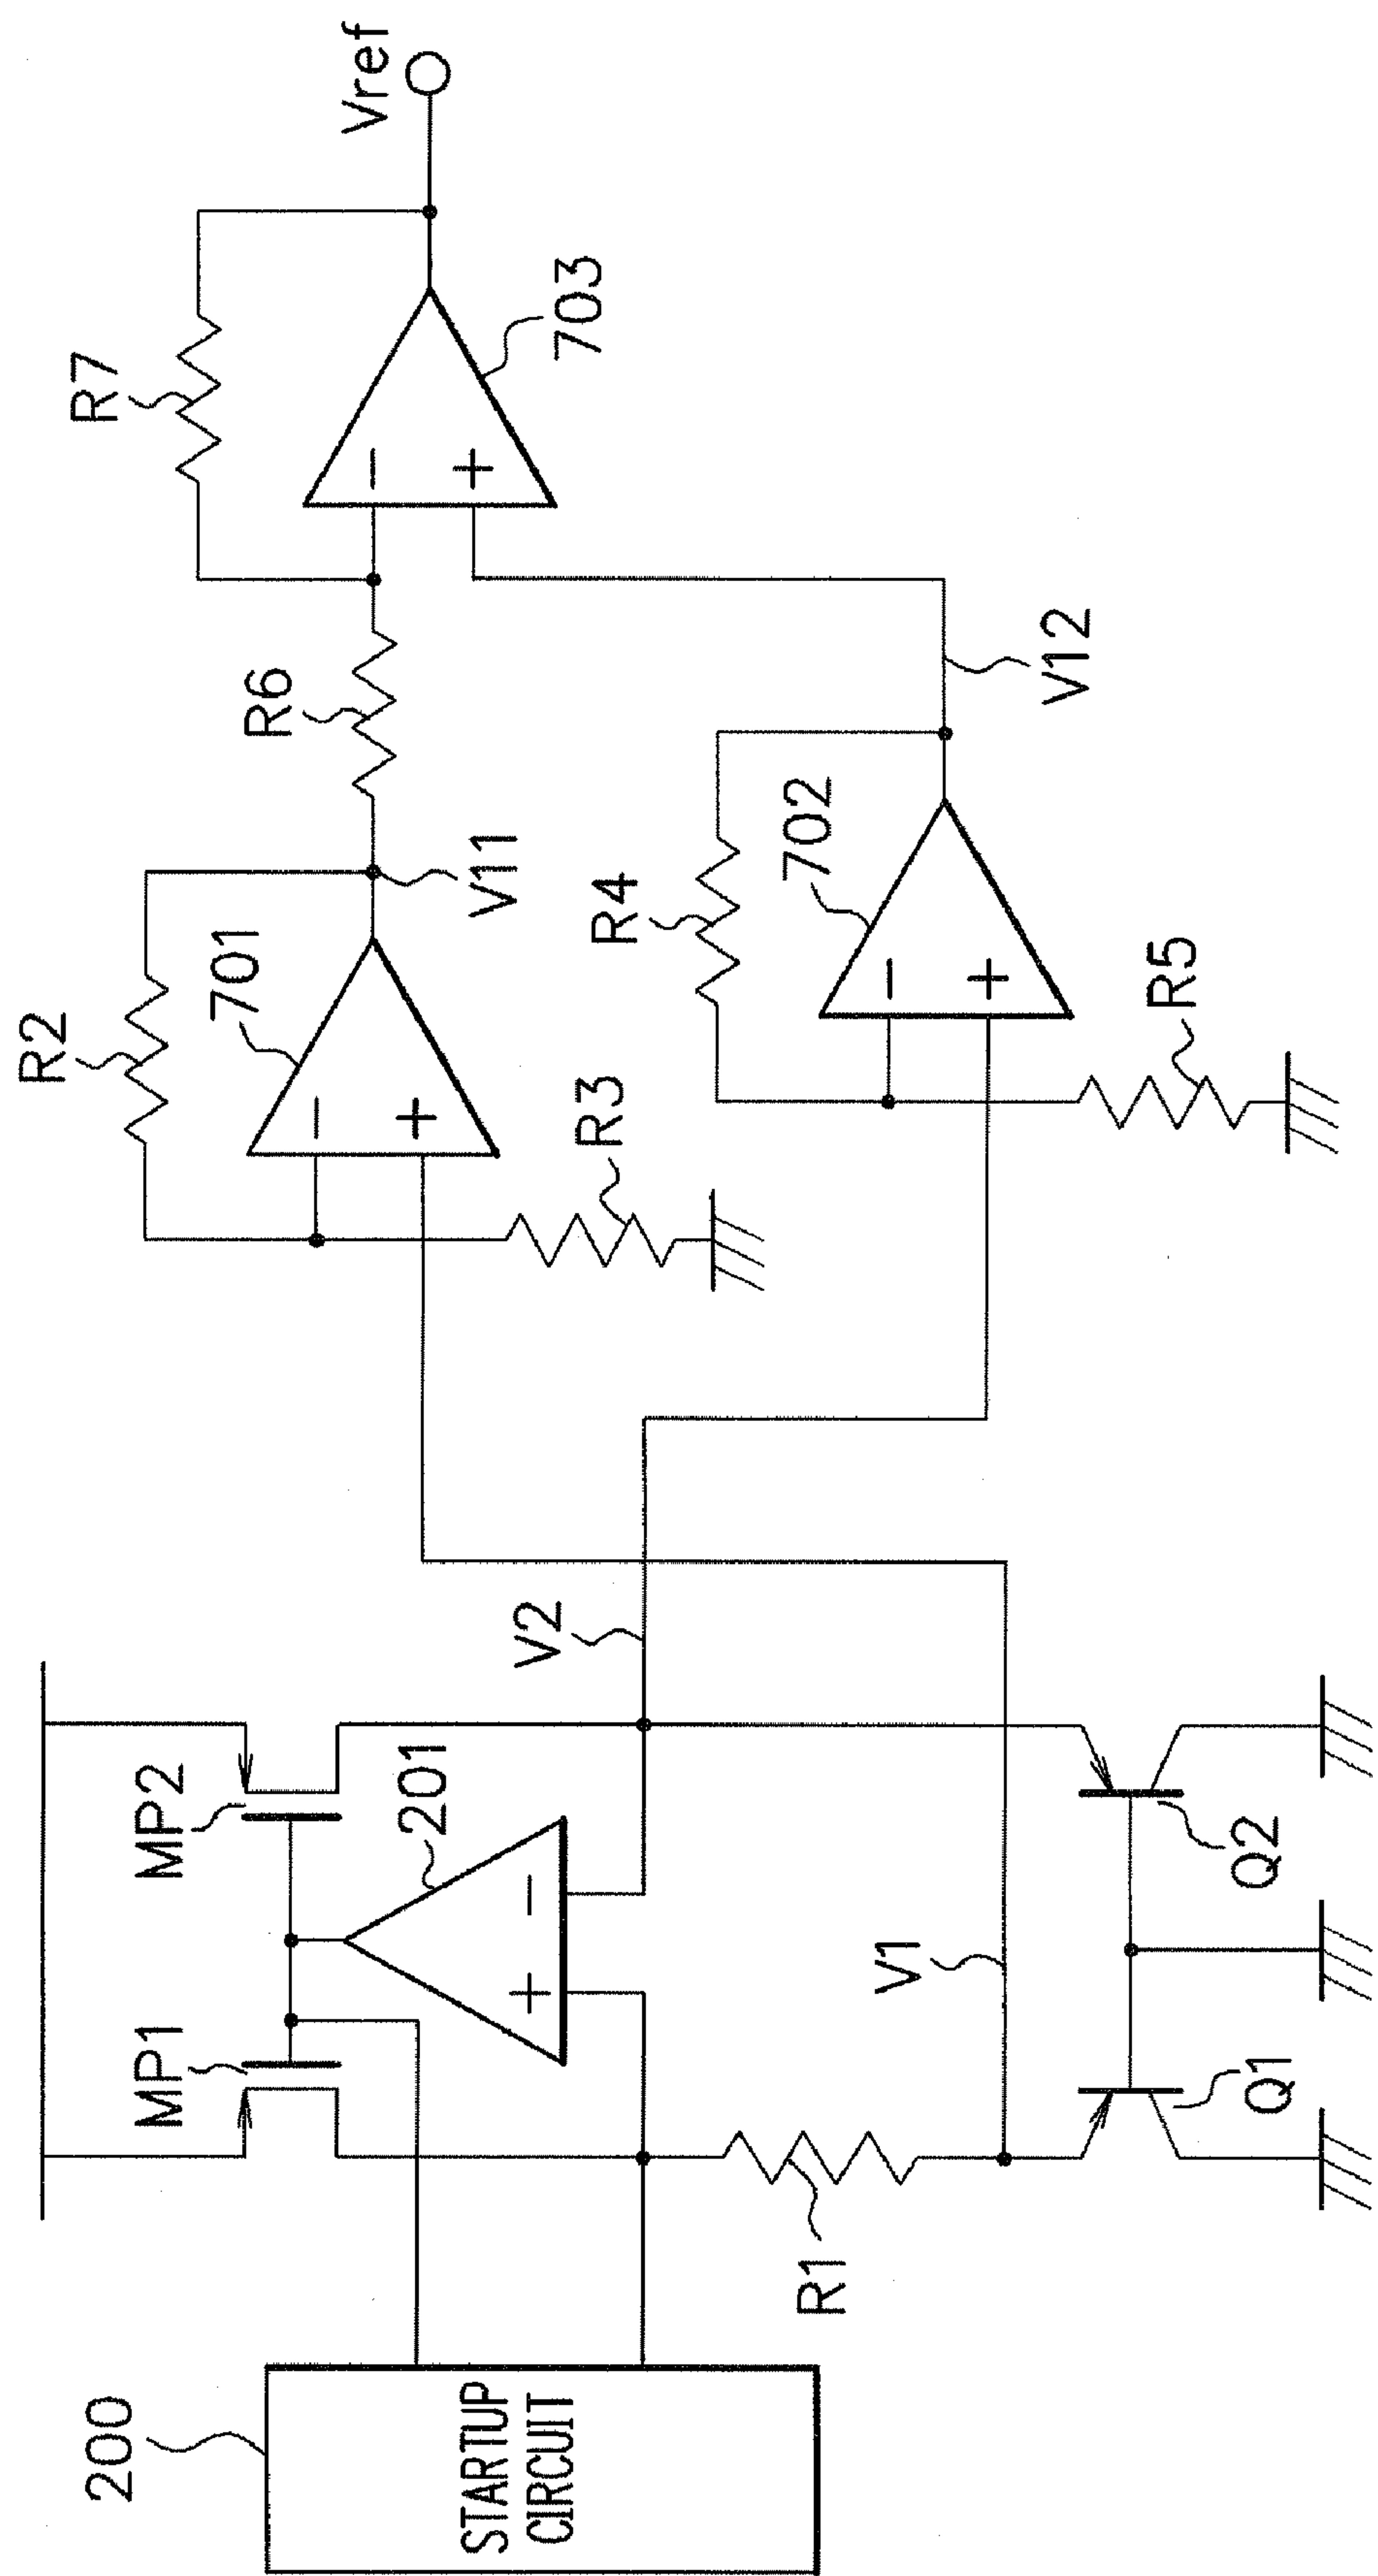 200
STARTUP
CIRCUIT
MP1
MP2
201
+
−
R1
V1
V2
Q1
Q2
R2
701
−
+
R3
V11
R6
R4
702
−
+
R5
V12
R7
703
−
+
Vref